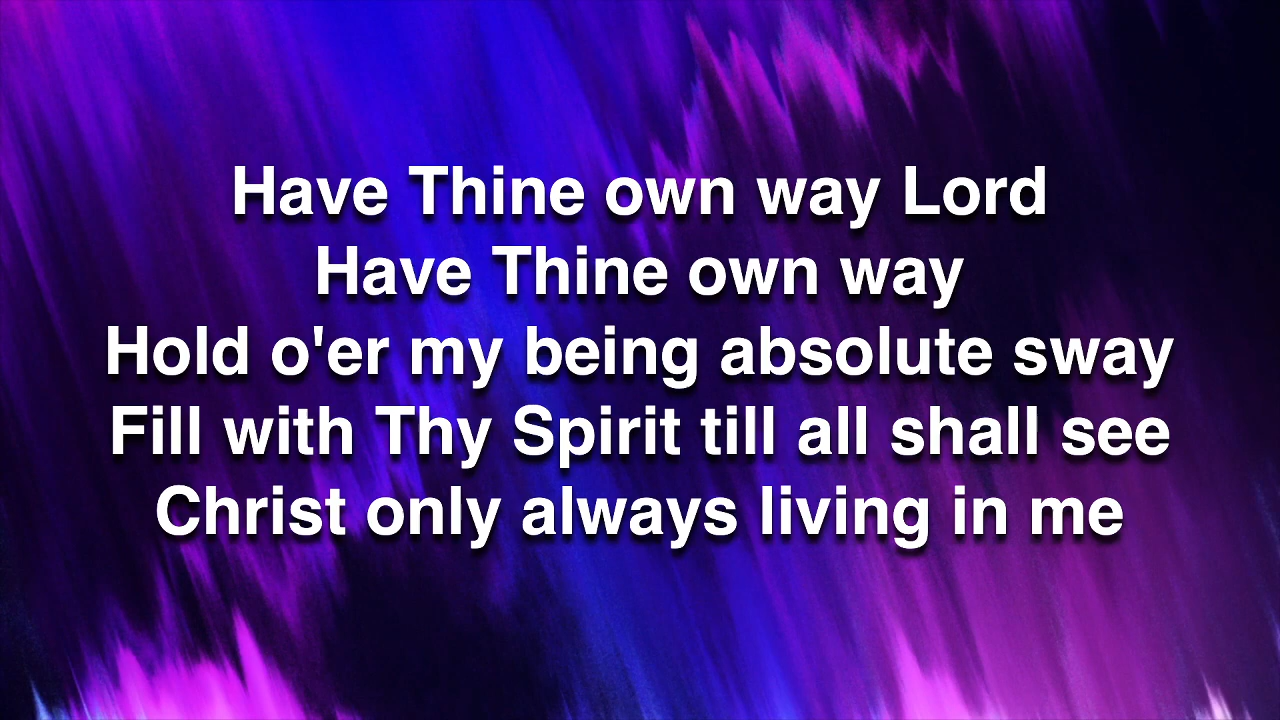 Have Thine own way Lord
Have Thine own way
Hold o'er my being absolute sway
Fill with Thy Spirit till all shall see
Christ only always living in me